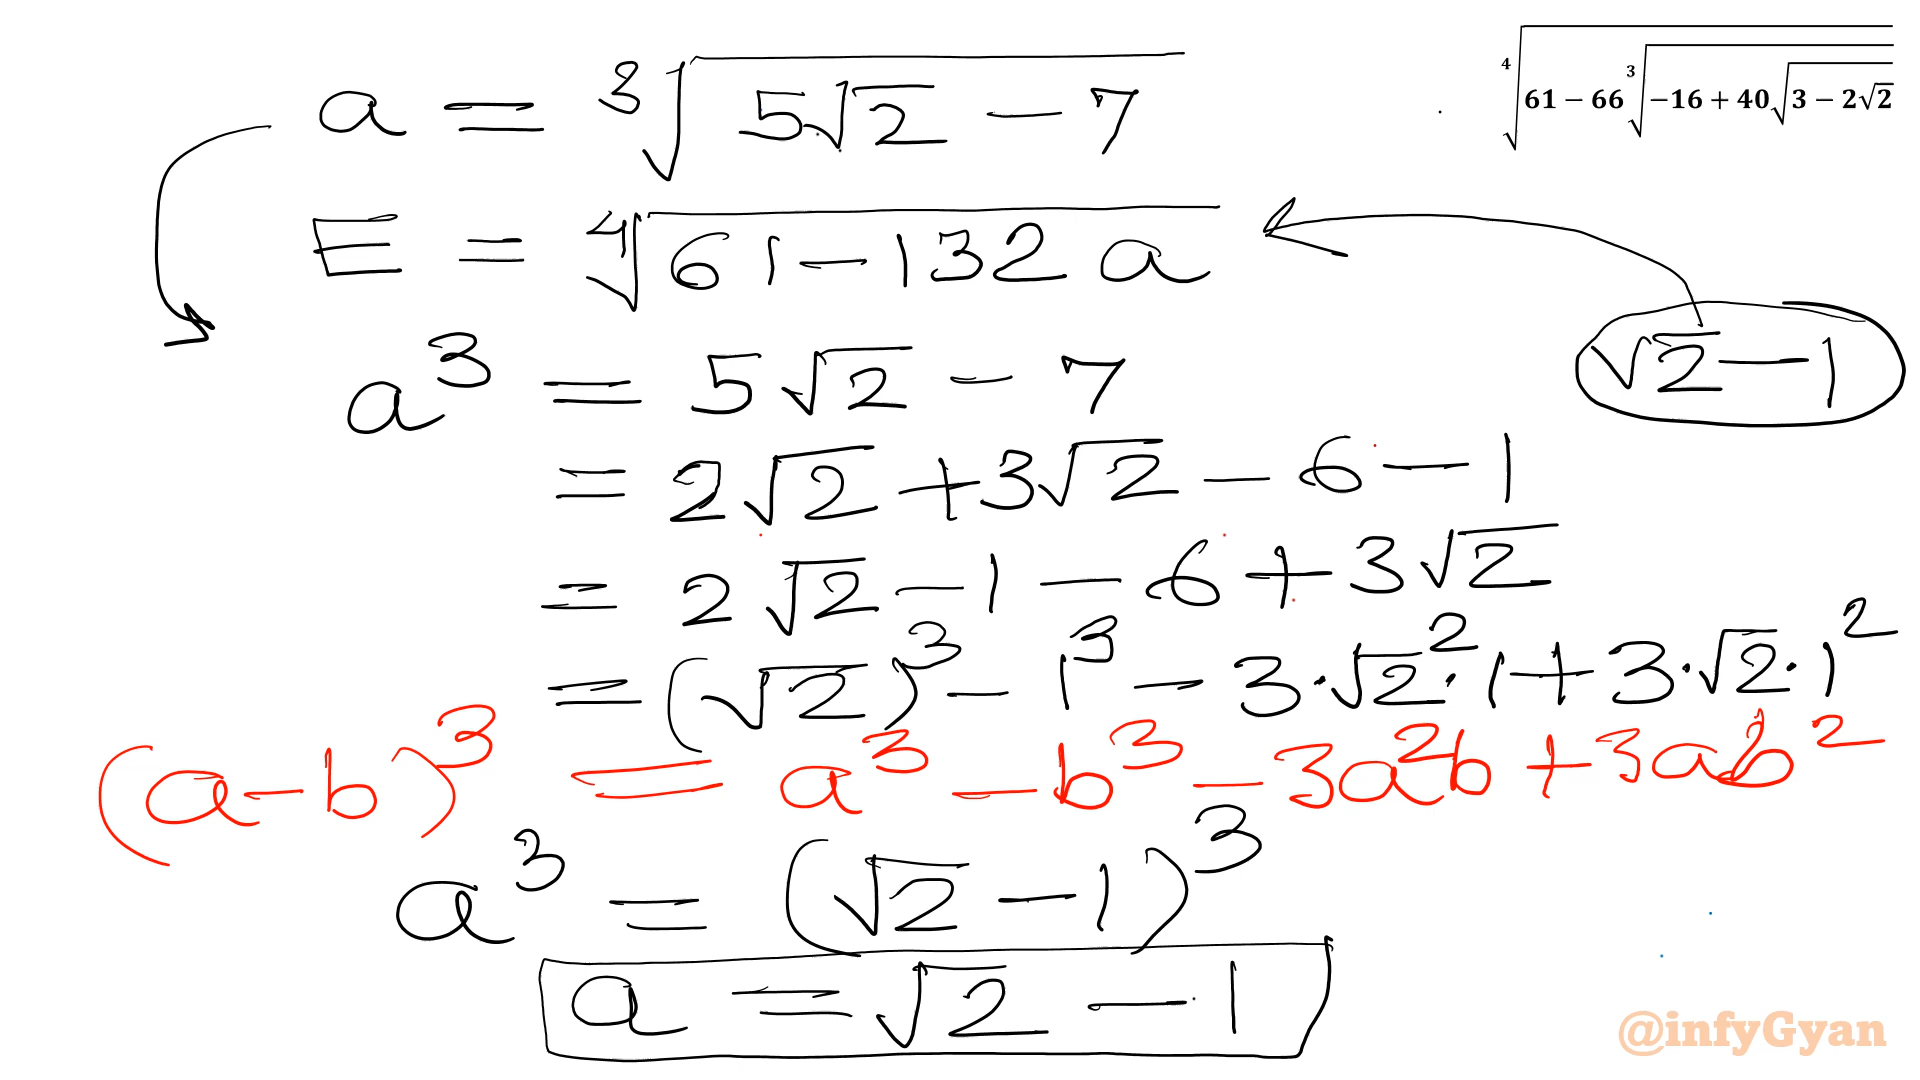 a = ∛(5√2 − 7)
⁴√(61 − 66 ³√(−16 + 40√(3 − 2√2)))
E = ⁴√(61 − 132a)
√2 − 1
a³ = 5√2 − 7
= 2√2 + 3√2 − 6 − 1
= 2√2 − 1 − 6 + 3√2
= (√2)³ − 1³ − 3·√2²·1 + 3·√2·1²
(a−b)³ = a³ − b³ − 3a²b + 3ab²
a³ = (√2 − 1)³
a = √2 − 1
@infyGyan